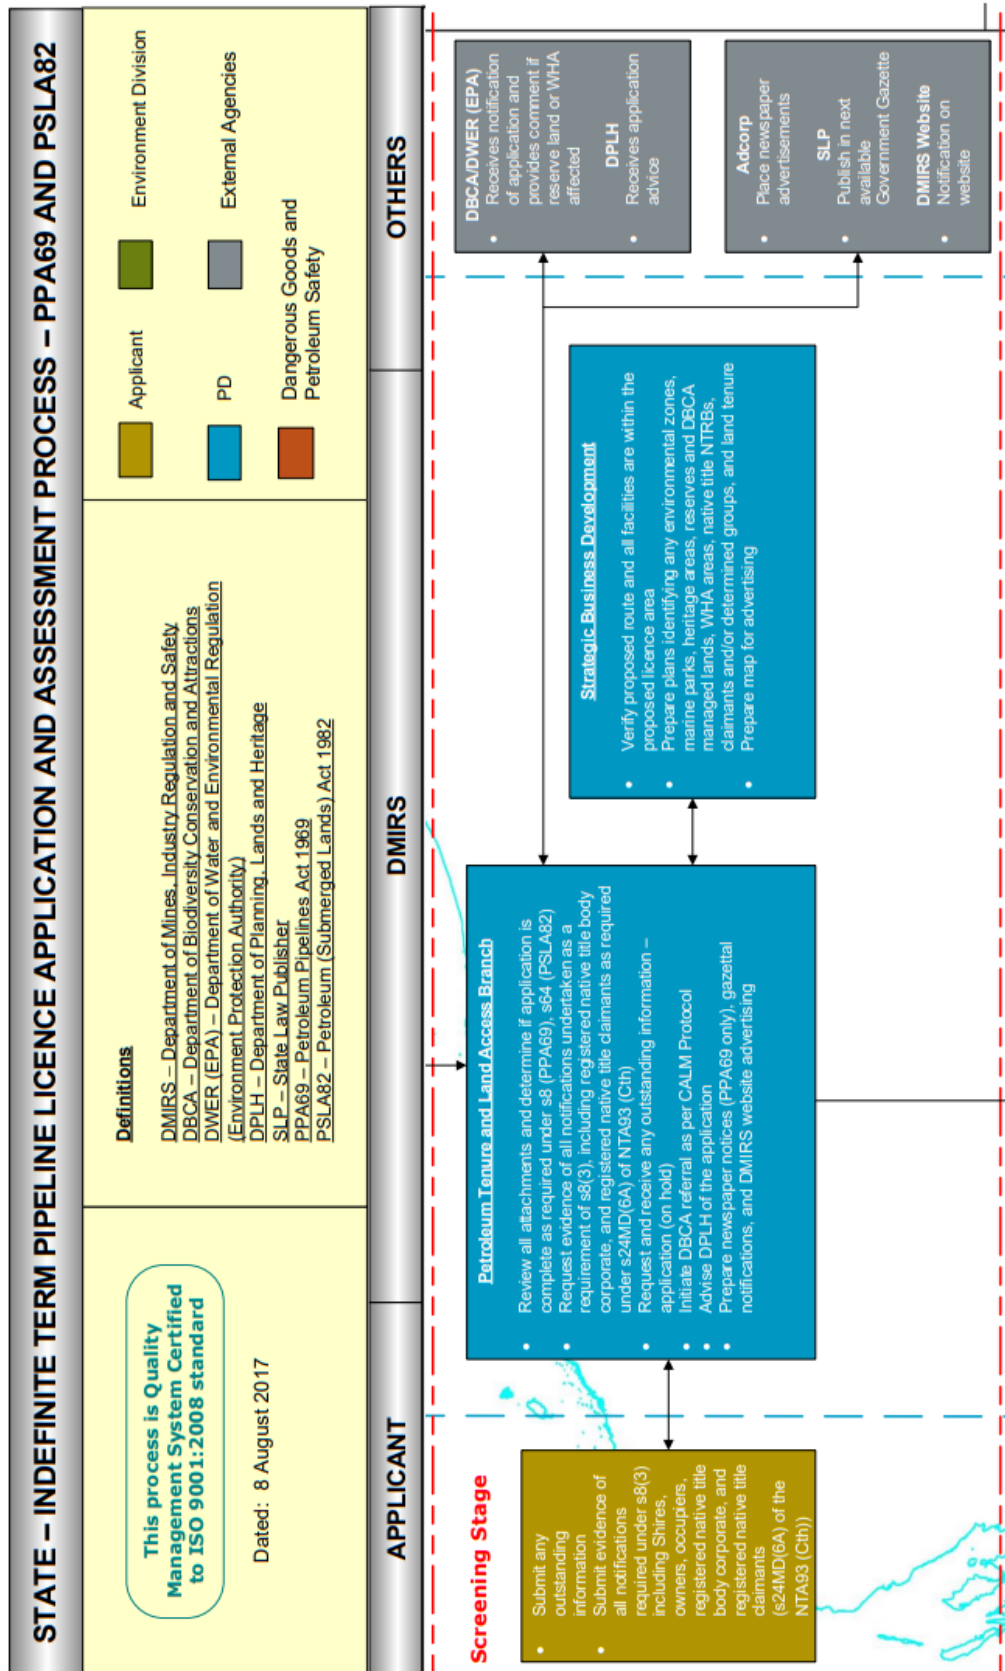 STATE – INDEFINITE TERM PIPELINE LICENCE APPLICATION AND ASSESSMENT PROCESS – PPA69 AND PSLA82
This process is Quality
Management System Certified
to ISO 9001:2008 standard
Dated: 8 August 2017
Definitions
DMIRS – Department of Mines, Industry Regulation and Safety
DBCA – Department of Biodiversity Conservation and Attractions
DWER (EPA) – Department of Water and Environmental Regulation
(Environment Protection Authority)
DPLH – Department of Planning, Lands and Heritage
SLP – State Law Publisher
PPA69 – Petroleum Pipelines Act 1969
PSLA82 – Petroleum (Submerged Lands) Act 1982
Applicant
Environment Division
PD
External Agencies
Dangerous Goods and
Petroleum Safety
APPLICANT
DMIRS
OTHERS
Screening Stage
• Submit any
outstanding
information
• Submit evidence of
all notifications
required under s8(3)
including Shires,
owners, occupiers,
registered native title
body corporate, and
registered native title
claimants
(s24MD(6A) of the
NTA93 (Cth))
Petroleum Tenure and Land Access Branch
• Review all attachments and determine if application is
complete as required under s8 (PPA69), s64 (PSLA82)
• Request evidence of all notifications undertaken as a
requirement of s8(3), including registered native title body
corporate, and registered native title claimants as required
under s24MD(6A) of NTA93 (Cth)
• Request and receive any outstanding information –
application (on hold)
• Initiate DBCA referral as per CALM Protocol
• Advise DPLH of the application
• Prepare newspaper notices (PPA69 only), gazettal
notifications, and DMIRS website advertising
Strategic Business Development
• Verify proposed route and all facilities are within the
proposed licence area
• Prepare plans identifying any environmental zones,
marine parks, heritage areas, reserves and DBCA
managed lands, WHA areas, native title NTRBs,
claimants and/or determined groups, and land tenure
• Prepare map for advertising
DBCA/DWER (EPA)
• Receives notification
of application and
provides comment if
reserve land or WHA
affected
DPLH
• Receives application
advice
Adcorp
• Place newspaper
advertisements
SLP
• Publish in next
available
Government Gazette
DMIRS Website
• Notification on
website